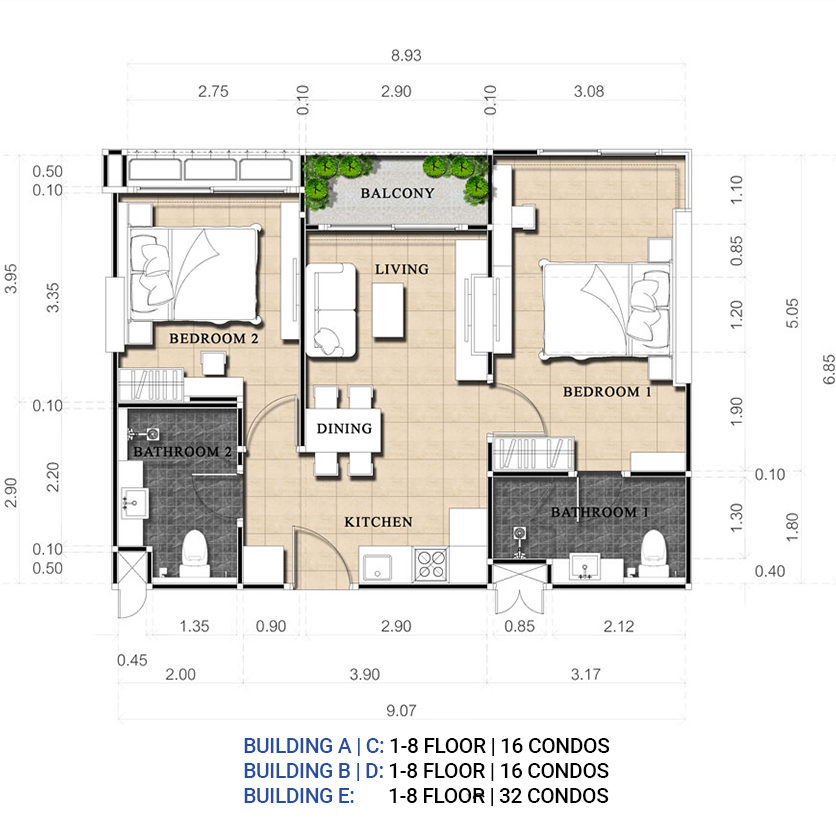 8.93
2.75 0.10 2.90 0.10 3.08
0.50
0.10
3.95
3.35
0.10
2.20
2.90
0.10
0.50
BALCONY
LIVING
BEDROOM 2
BEDROOM 1
DINING
BATHROOM 2
KITCHEN
BATHROOM 1
1.10
0.85
1.20
5.05
6.85
1.90
0.10
1.30
1.80
0.40
1.35 0.90 2.90 0.85 2.12
0.45
2.00 3.90 3.17
9.07
BUILDING A | C: 1-8 FLOOR | 16 CONDOS
BUILDING B | D: 1-8 FLOOR | 16 CONDOS
BUILDING E: 1-8 FLOOR | 32 CONDOS